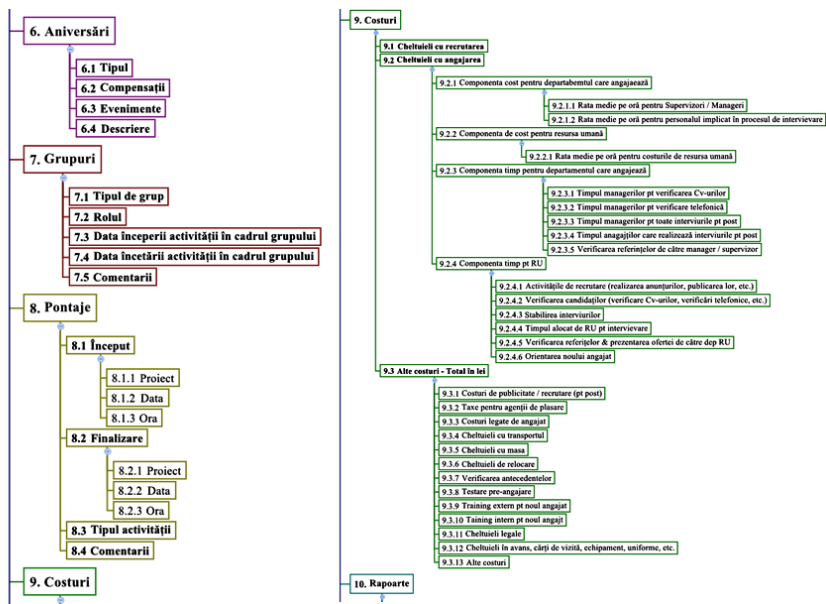 6. Aniversări
6.1 Tipul
6.2 Compensații
6.3 Evenimente
6.4 Descriere
7. Grupuri
7.1 Tipul de grup
7.2 Rolul
7.3 Data începerii activității în cadrul grupului
7.4 Data încetării activității în cadrul grupului
7.5 Comentarii
8. Pontaje
8.1 Început
8.1.1 Proiect
8.1.2 Data
8.1.3 Ora
8.2 Finalizare
8.2.1 Proiect
8.2.2 Data
8.2.3 Ora
8.3 Tipul activității
8.4 Comentarii
9. Costuri
9. Costuri
9.1 Cheltuieli cu recrutarea
9.2 Cheltuieli cu angajarea
9.2.1 Componenta cost pentru departabemtul care angajaează
9.2.1.1 Rata medie pe oră pentru Supervizori / Manageri
9.2.1.2 Rata medie pe oră pentru personalul implicat în procesul de intervievare
9.2.2 Componenta de cost pentru resursa umană
9.2.2.1 Rata medie pe oră pentru costurile de resursa umană
9.2.3 Componenta timp pentru departamentul care angajează
9.2.3.1 Timpul managerilor pt verificarea Cv-urilor
9.2.3.2 Timpul managerilor pt verificare telefonică
9.2.3.3 Timpul managerilor pt toate interviurile pt post
9.2.3.4 Timpul anagajților care realizează interviurile pt post
9.2.3.5 Verificarea referințelor de către manager / supervizor
9.2.4 Componenta timp pt RU
9.2.4.1 Activitățile de recrutare (realizarea anunțurilor, publicarea lor, etc.)
9.2.4.2 Verificarea candidaților (verificare Cv-urilor, verificări telefonice, etc.)
9.2.4.3 Stabilirea interviurilor
9.2.4.4 Timpul alocat de RU pt intervievare
9.2.4.5 Verificarea refeițelor & prezentarea ofertei de către dep RU
9.2.4.6 Orientarea noului angajat
9.3 Alte costuri - Total în lei
9.3.1 Costuri de publicitate / recrutare (pt post)
9.3.2 Taxe pentru agenții de plasare
9.3.3 Costuri legate de angajat
9.3.4 Cheltuieli cu transportul
9.3.5 Cheltuieli cu masa
9.3.6 Cheltuieli de relocare
9.3.7 Verificarea antecedentelor
9.3.8 Testare pre-angajare
9.3.9 Training extern pt noul angajat
9.3.10 Taining intern pt noul angajt
9.3.11 Cheltuieli legale
9.3.12 Cheltuieli în avans, cărți de vizită, echipament, uniforme, etc.
9.3.13 Alte costuri
10. Rapoarte